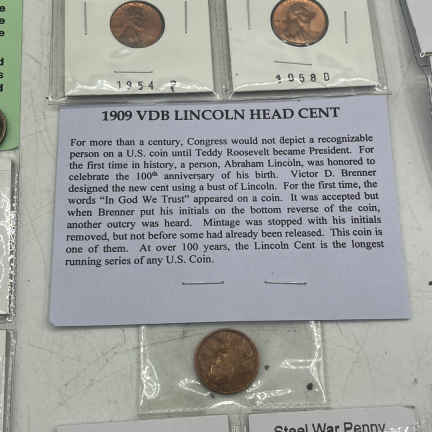 1954
1958 D
1909 VDB LINCOLN HEAD CENT
For more than a century, Congress would not depict a recognizable
person on a U.S. coin until Teddy Roosevelt became President. For
the first time in history, a person, Abraham Lincoln, was honored to
celebrate the 100th anniversary of his birth. Victor D. Brenner
designed the new cent using a bust of Lincoln. For the first time, the
words “In God We Trust” appeared on a coin. It was accepted but
when Brenner put his initials on the bottom reverse of the coin,
another outcry was heard. Mintage was stopped with his initials
removed, but not before some had already been released. This coin is
one of them. At over 100 years, the Lincoln Cent is the longest
running series of any U.S. Coin.
Steel War Penny